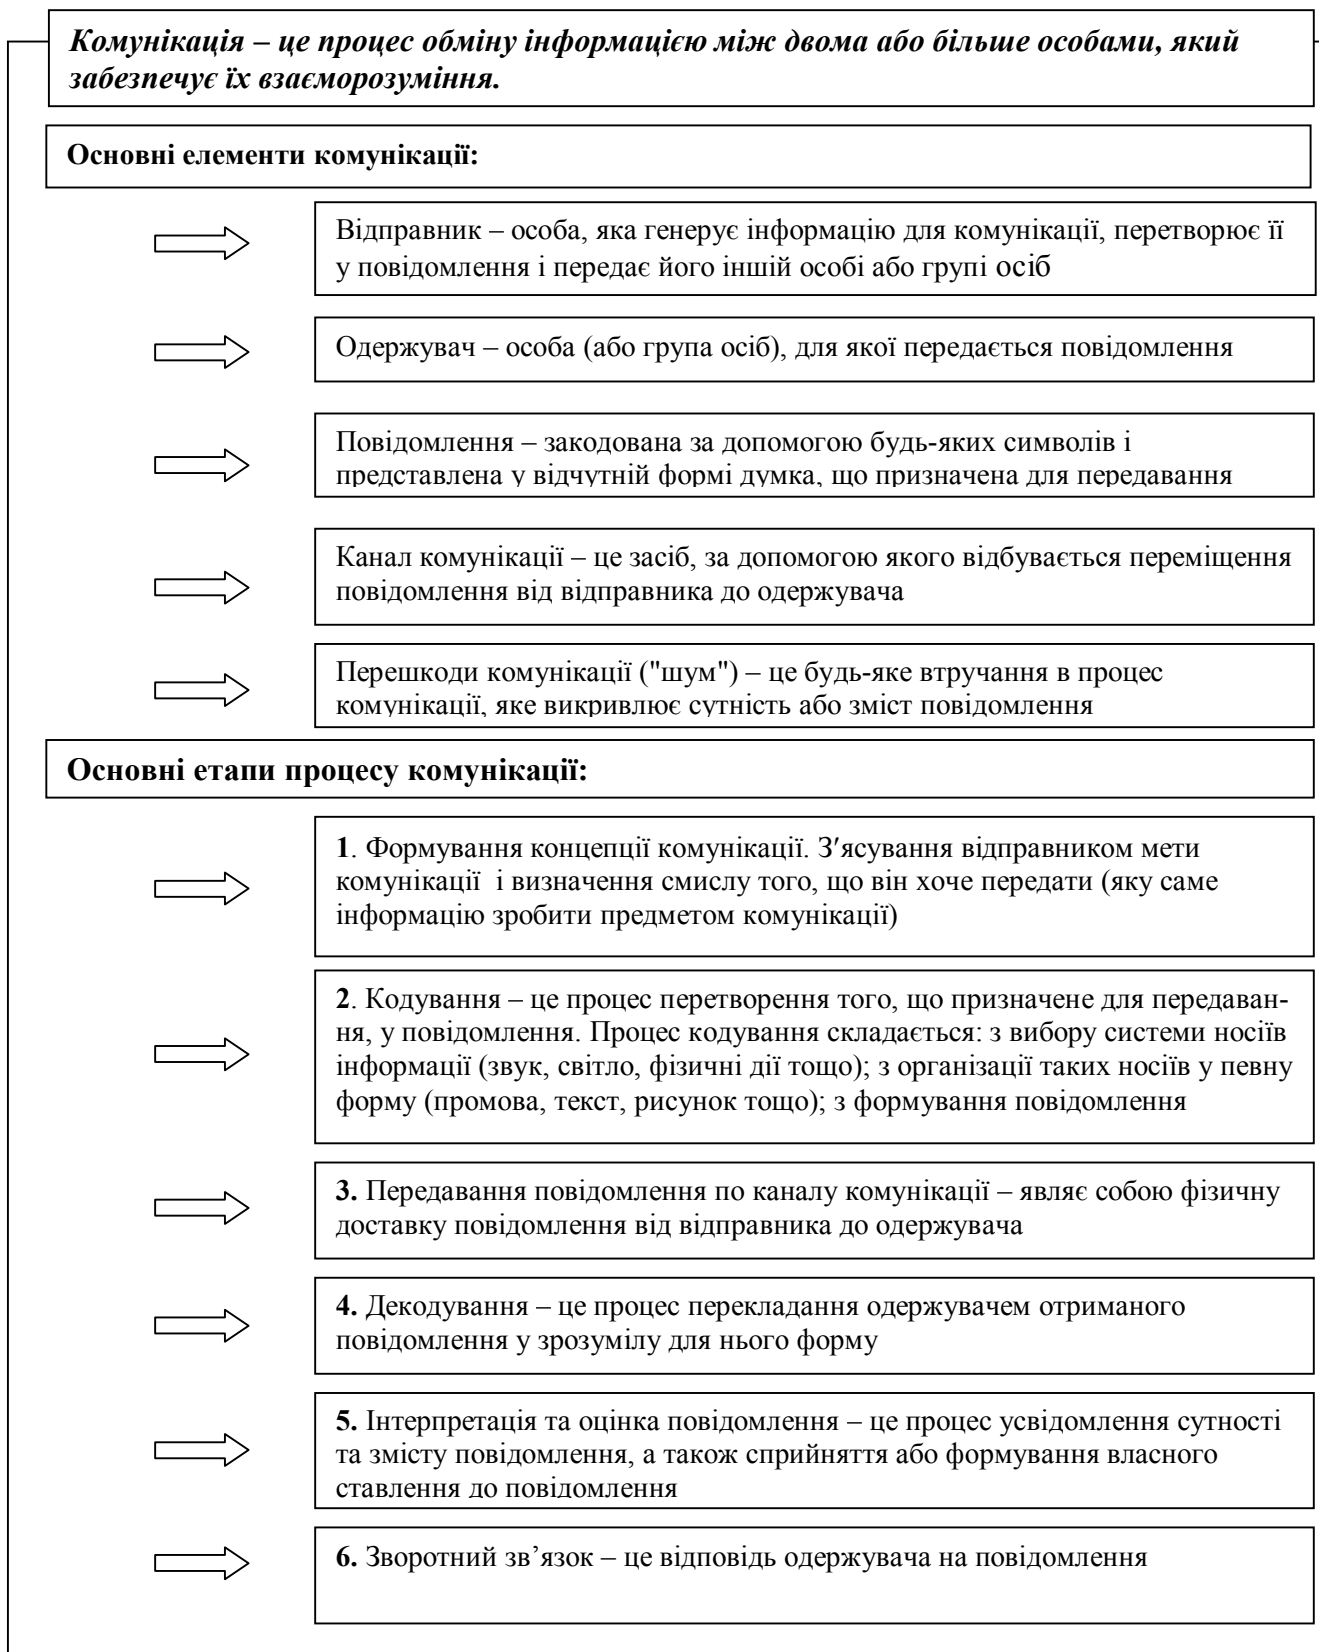 Комунікація – це процес обміну інформацією між двома або більше особами, який
забезпечує їх взаєморозуміння.
Основні елементи комунікації:
Відправник – особа, яка генерує інформацію для комунікації, перетворює її
у повідомлення і передає його іншій особі або групі осіб
Одержувач – особа (або група осіб), для якої передається повідомлення
Повідомлення – закодована за допомогою будь-яких символів і
представлена у відчутній формі думка, що призначена для передавання
Канал комунікації – це засіб, за допомогою якого відбувається переміщення
повідомлення від відправника до одержувача
Перешкоди комунікації ("шум") – це будь-яке втручання в процес
комунікації, яке викривлює сутність або зміст повідомлення
Основні етапи процесу комунікації:
1. Формування концепції комунікації. З′ясування відправником мети
комунікації і визначення смислу того, що він хоче передати (яку саме
інформацію зробити предметом комунікації)
2. Кодування – це процес перетворення того, що призначене для передаван-
ня, у повідомлення. Процес кодування складається: з вибору системи носіїв
інформації (звук, світло, фізичні дії тощо); з організації таких носіїв у певну
форму (промова, текст, рисунок тощо); з формування повідомлення
3. Передавання повідомлення по каналу комунікації – являє собою фізичну
доставку повідомлення від відправника до одержувача
4. Декодування – це процес перекладання одержувачем отриманого
повідомлення у зрозумілу для нього форму
5. Інтерпретація та оцінка повідомлення – це процес усвідомлення сутності
та змісту повідомлення, а також сприйняття або формування власного
ставлення до повідомлення
6. Зворотний зв’язок – це відповідь одержувача на повідомлення